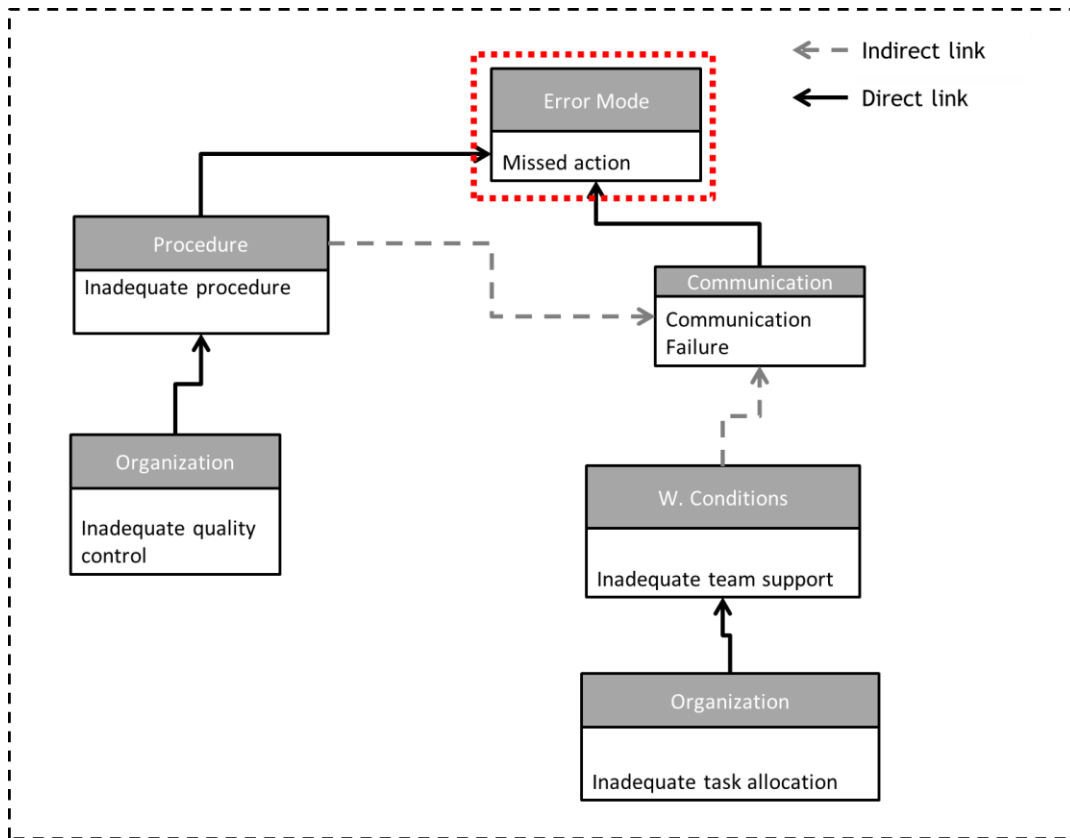 Indirect link
Direct link
Error Mode
Missed action
Procedure
Inadequate procedure
Communication
Communication
Failure
Organization
Inadequate quality
control
W. Conditions
Inadequate team support
Organization
Inadequate task allocation